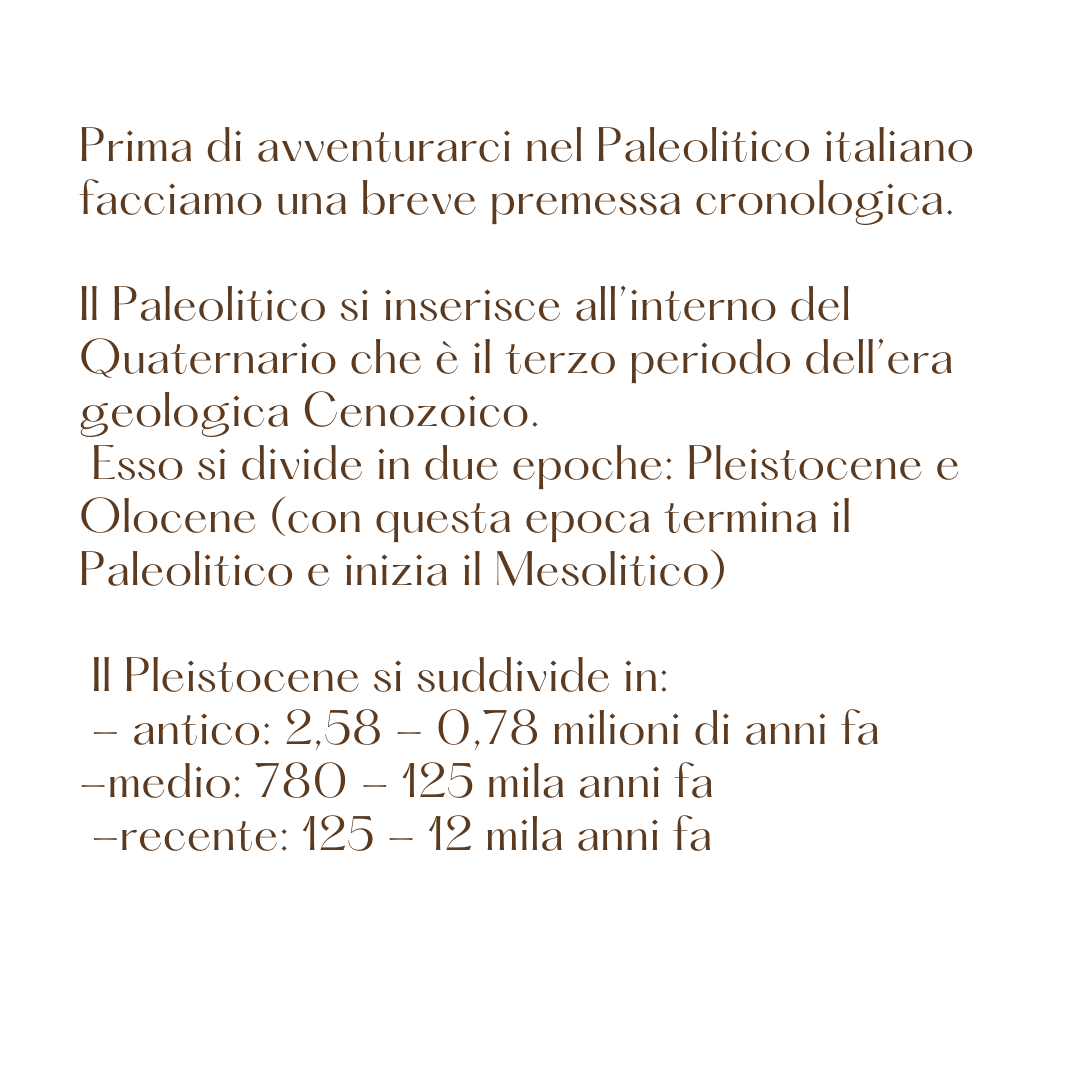 Prima di avventurarci nel Paleolitico italiano
facciamo una breve premessa cronologica.
Il Paleolitico si inserisce all'interno del
Quaternario che è il terzo periodo dell'era
geologica Cenozoico.
Esso si divide in due epoche: Pleistocene e
Olocene (con questa epoca termina il
Paleolitico e inizia il Mesolitico)
Il Pleistocene si suddivide in:
- antico: 2,58 - 0,78 milioni di anni fa
-medio: 780 - 125 mila anni fa
-recente: 125 - 12 mila anni fa